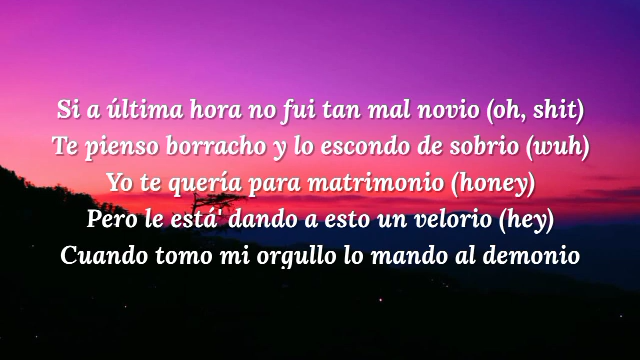 Si a última hora no fui tan mal novio (oh, shit)
Te pienso borracho y lo escondo de sobrio (wuh)
Yo te quería para matrimonio (honey)
Pero le está' dando a esto un velorio (hey)
Cuando tomo mi orgullo lo mando al demonio